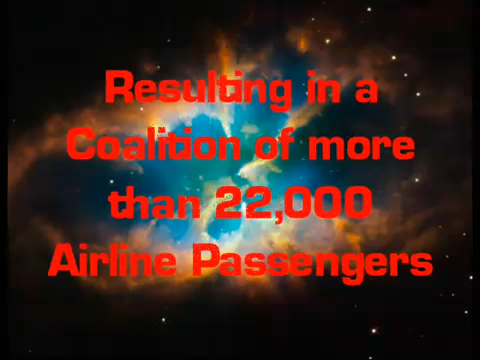 Resulting in a
Coalition of more
than 22,000
Airline Passengers